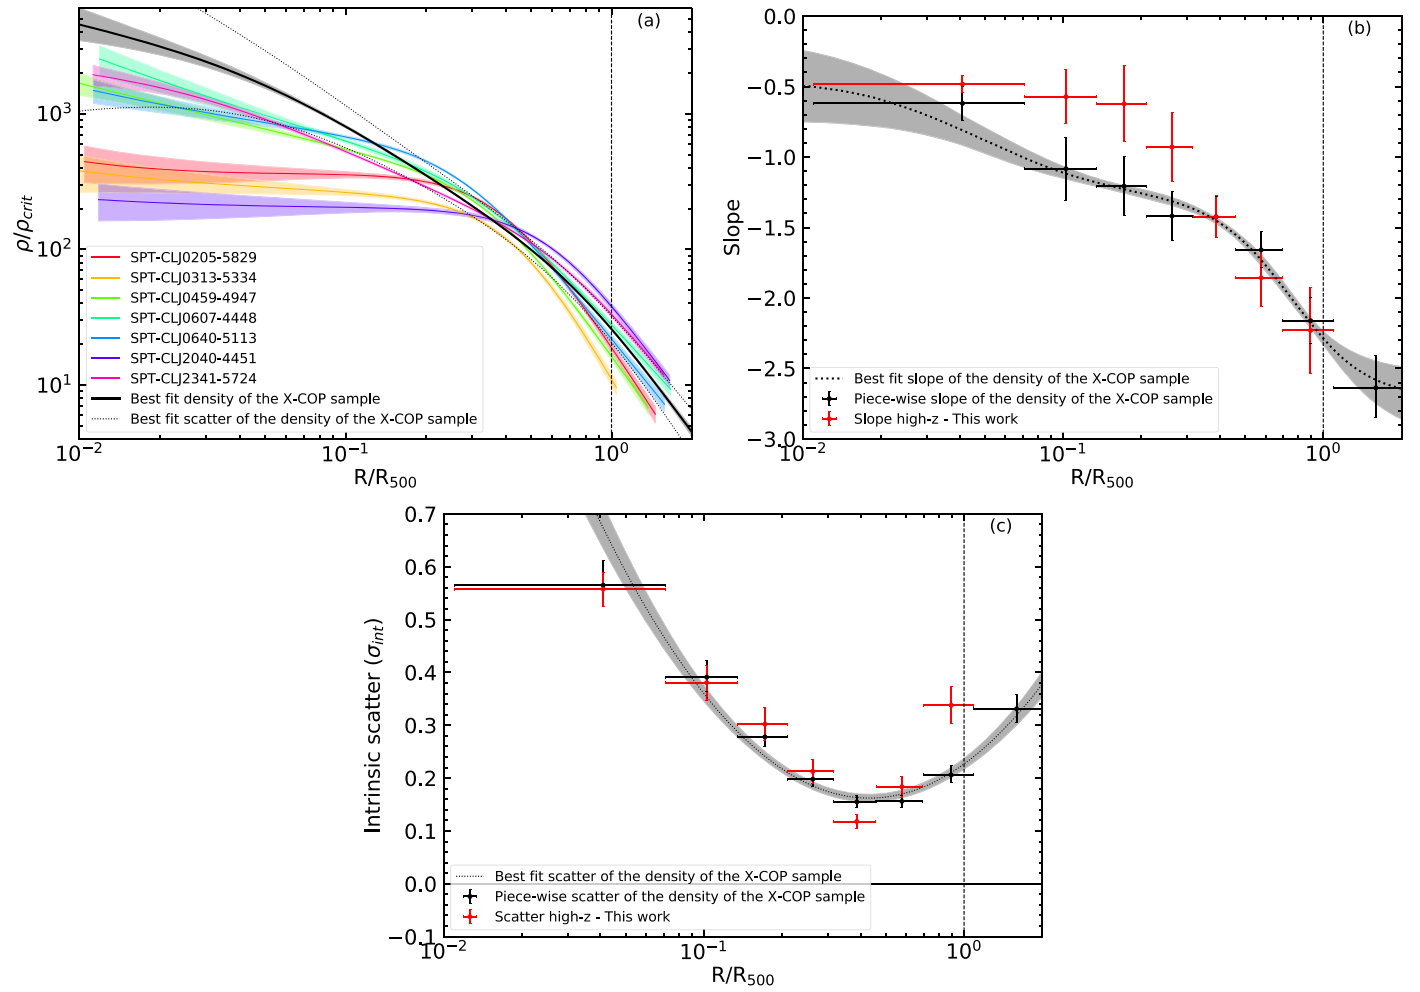 (a)
10³
10²
10¹
ρ/ρcrit
SPT-CLJ0205-5829
SPT-CLJ0313-5334
SPT-CLJ0459-4947
SPT-CLJ0607-4448
SPT-CLJ0640-5113
SPT-CLJ2040-4451
SPT-CLJ2341-5724
Best fit density of the X-COP sample
Best fit scatter of the density of the X-COP sample
10⁻² 10⁻¹ 10⁰
R/R₅₀₀
(b)
0.0
−0.5
−1.0
−1.5
−2.0
−2.5
−3.0
Slope
Best fit slope of the density of the X-COP sample
Piece-wise slope of the density of the X-COP sample
Slope high-z - This work
10⁻² 10⁻¹ 10⁰
R/R₅₀₀
(c)
0.7
0.6
0.5
0.4
0.3
0.2
0.1
0.0
−0.1
Intrinsic scatter (σint)
Best fit scatter of the density of the X-COP sample
Piece-wise scatter of the density of the X-COP sample
Scatter high-z - This work
10⁻² 10⁻¹ 10⁰
R/R₅₀₀